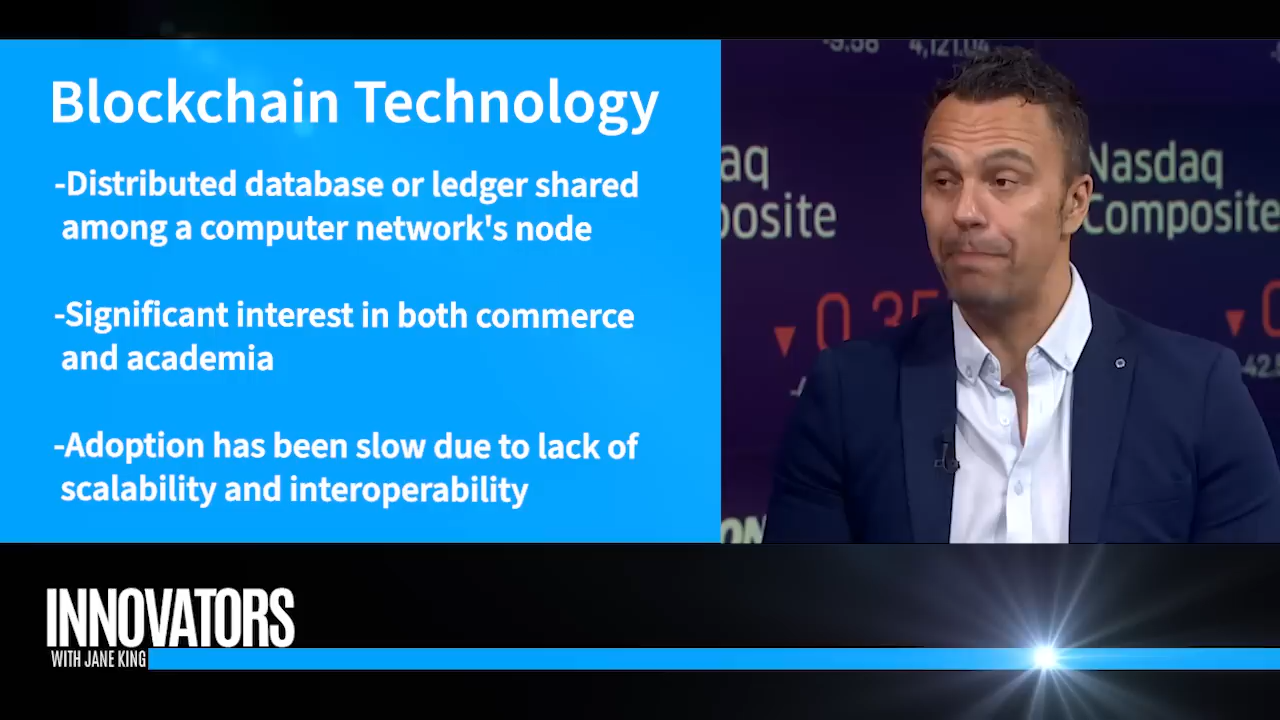 Blockchain Technology
-Distributed database or ledger shared
among a computer network's node
-Significant interest in both commerce
and academia
-Adoption has been slow due to lack of
scalability and interoperability
4,121.04
Nasdaq
Composite
INNOVATORS
WITH JANE KING